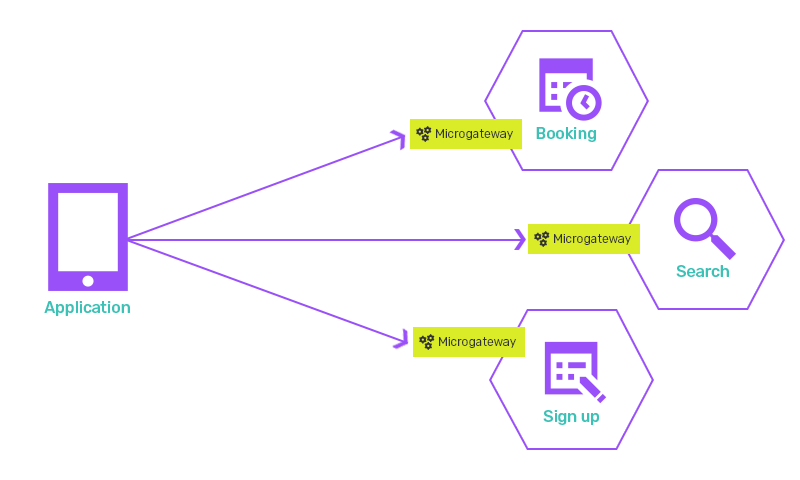 Microgateway
Booking
Microgateway
Search
Application
Microgateway
Sign up